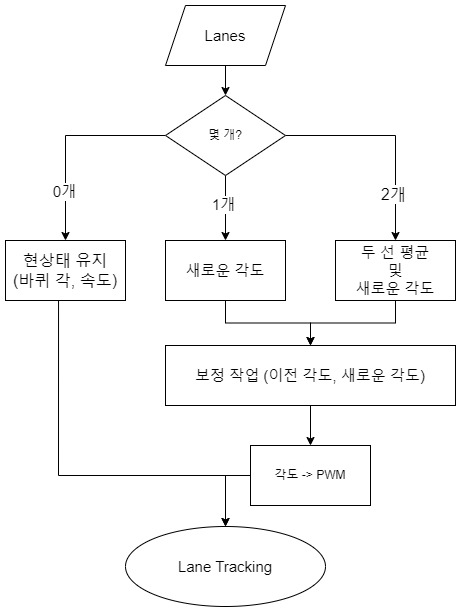 Lanes
몇 개?
0개
1개
2개
현상태 유지
(바퀴 각, 속도)
새로운 각도
두 선 평균
및
새로운 각도
보정 작업 (이전 각도, 새로운 각도)
각도 -> PWM
Lane Tracking